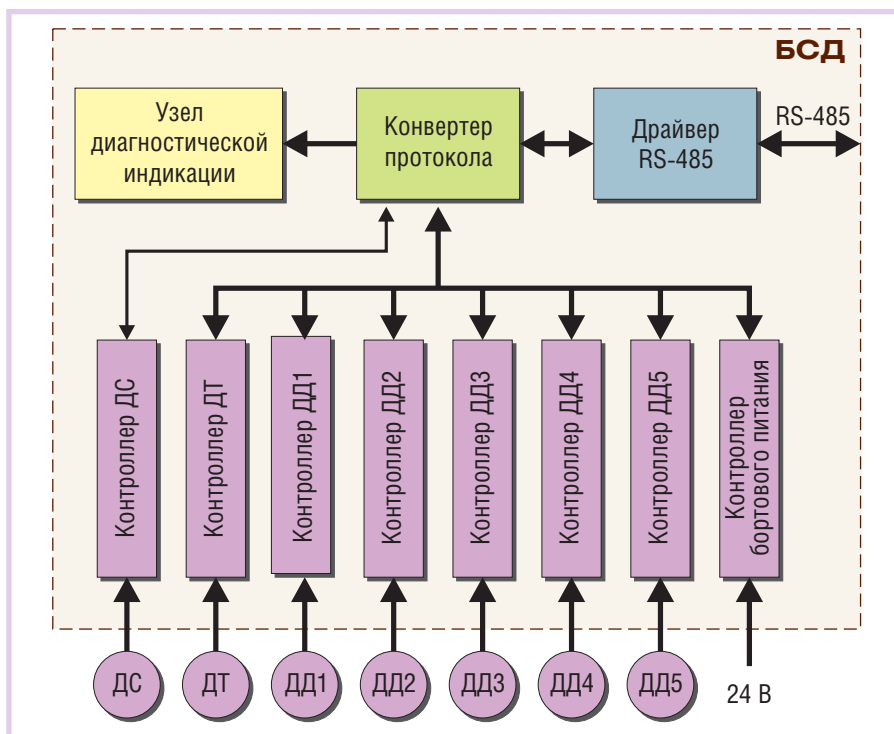 БСД
Узел
диагностической
индикации
Конвертер
протокола
Драйвер
RS-485
RS-485
Контроллер ДС
Контроллер ДТ
Контроллер ДД1
Контроллер ДД2
Контроллер ДД3
Контроллер ДД4
Контроллер ДД5
Контроллер
бортового питания
ДС
ДТ
ДД1
ДД2
ДД3
ДД4
ДД5
24 В